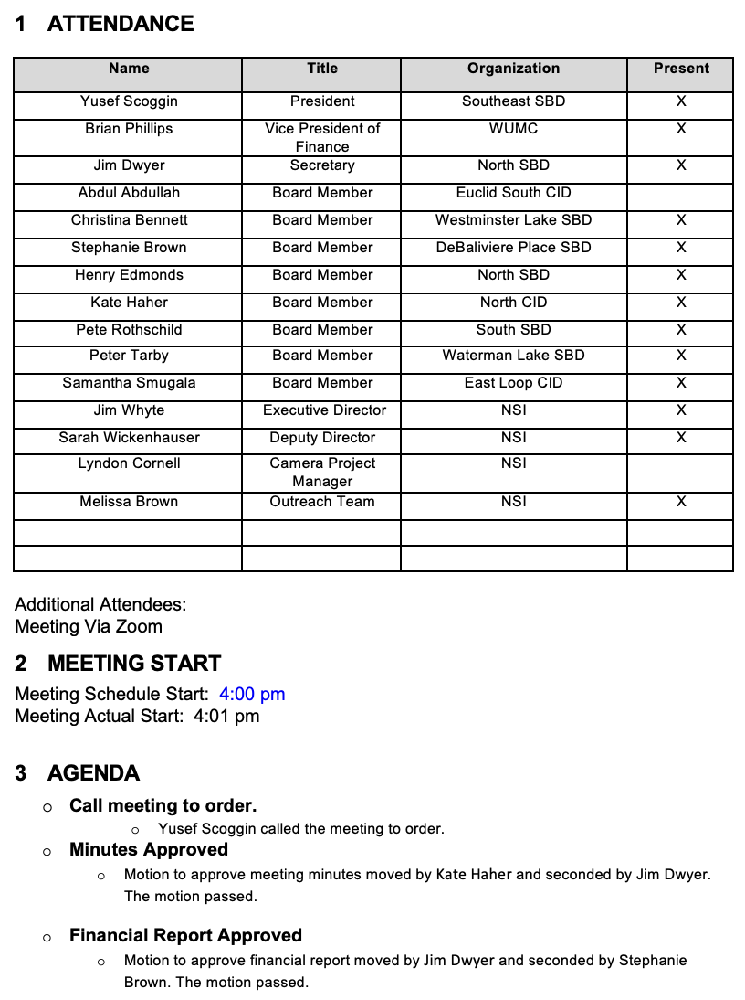 1 ATTENDANCE
Name Title Organization Present
Yusef Scoggin President Southeast SBD X
Brian Phillips Vice President of Finance WUMC X
Jim Dwyer Secretary North SBD X
Abdul Abdullah Board Member Euclid South CID
Christina Bennett Board Member Westminster Lake SBD X
Stephanie Brown Board Member DeBaliviere Place SBD X
Henry Edmonds Board Member North SBD X
Kate Haher Board Member North CID X
Pete Rothschild Board Member South SBD X
Peter Tarby Board Member Waterman Lake SBD X
Samantha Smugala Board Member East Loop CID X
Jim Whyte Executive Director NSI X
Sarah Wickenhauser Deputy Director NSI X
Lyndon Cornell Camera Project Manager NSI
Melissa Brown Outreach Team NSI X
Additional Attendees:
Meeting Via Zoom
2 MEETING START
Meeting Schedule Start: 4:00 pm
Meeting Actual Start: 4:01 pm
3 AGENDA
o Call meeting to order.
o Yusef Scoggin called the meeting to order.
o Minutes Approved
o Motion to approve meeting minutes moved by Kate Haher and seconded by Jim Dwyer.
The motion passed.
o Financial Report Approved
o Motion to approve financial report moved by Jim Dwyer and seconded by Stephanie
Brown. The motion passed.